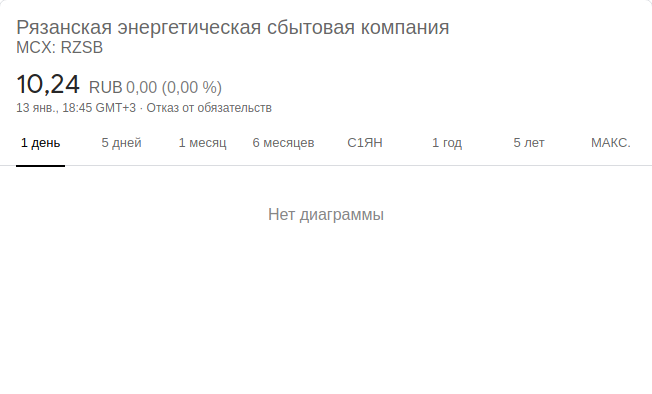 Рязанская энергетическая сбытовая компания
MCX: RZSB
10,24 RUB 0,00 (0,00 %)
13 янв., 18:45 GMT+3 · Отказ от обязательств
1 день 5 дней 1 месяц 6 месяцев С1ЯН 1 год 5 лет МАКС.
Нет диаграммы